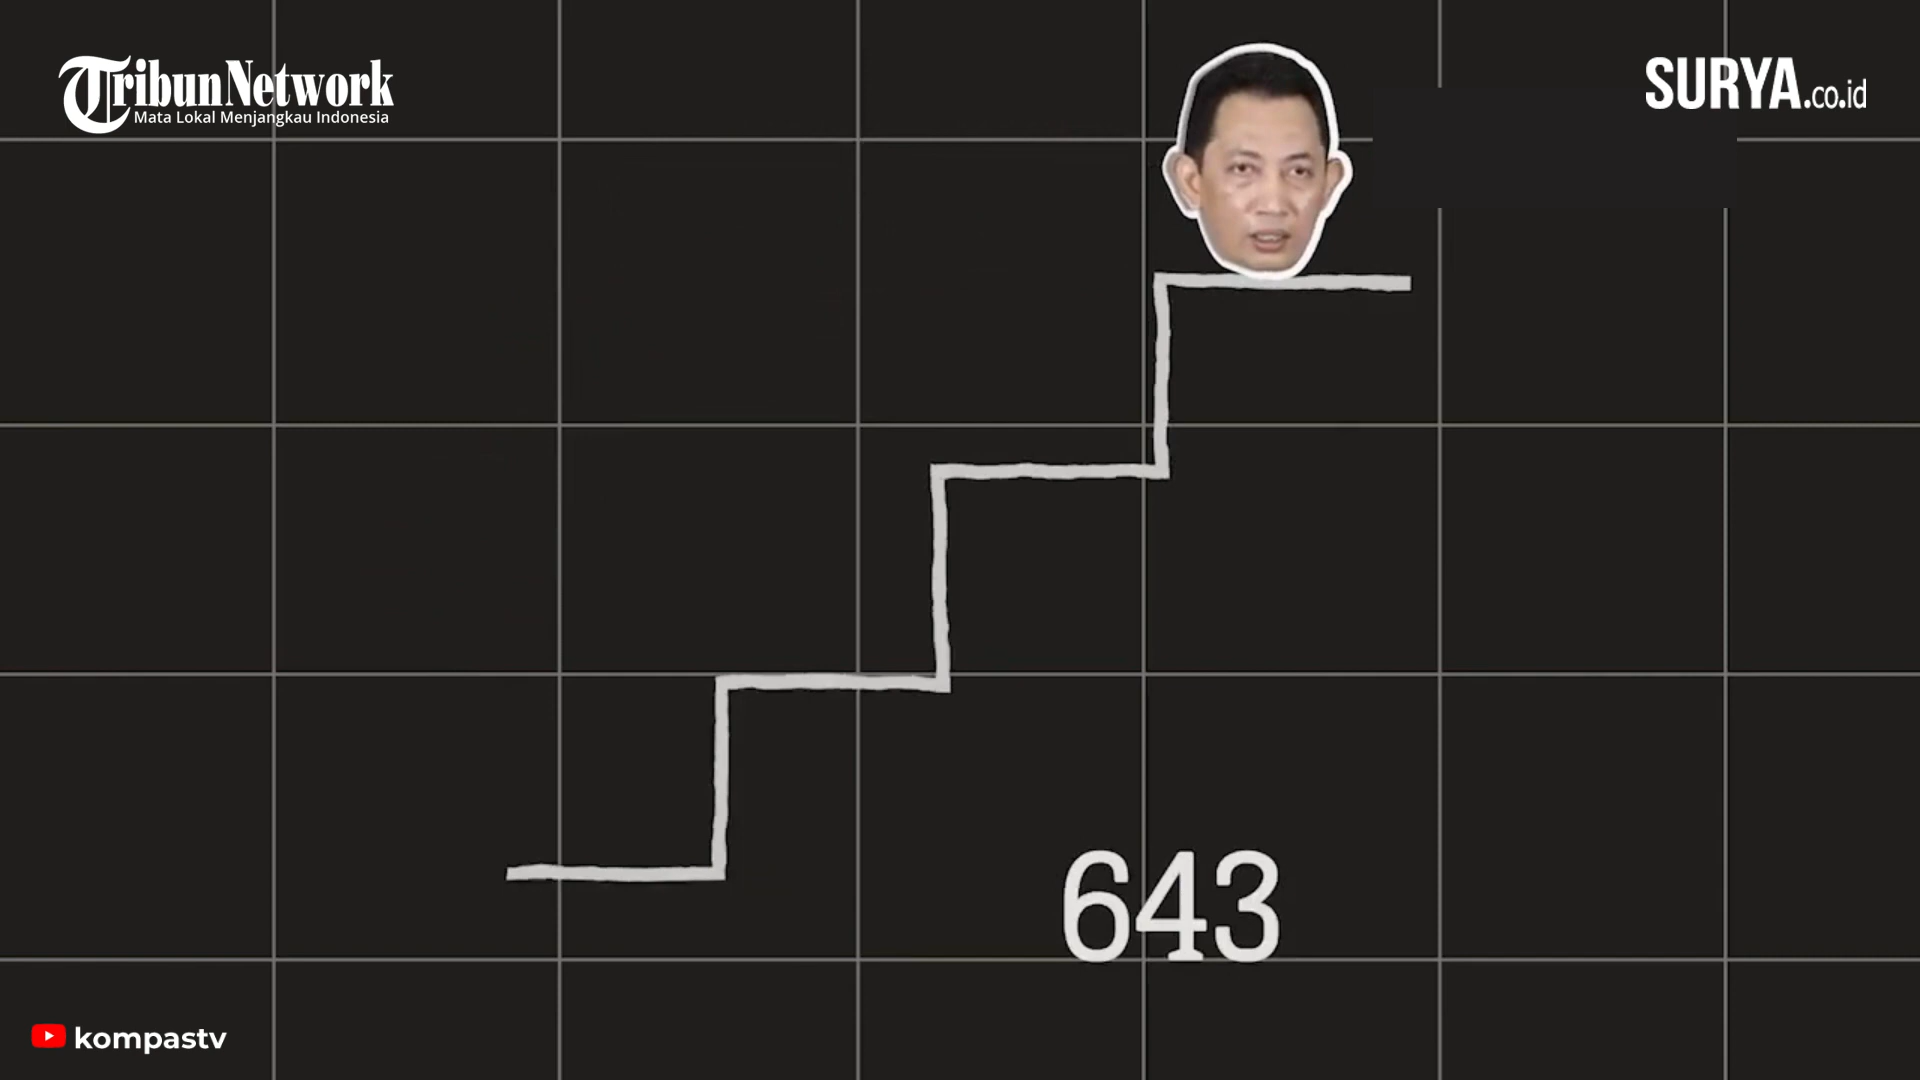 TribunNetwork
Mata Lokal Menjangkau Indonesia
SURYA.co.id
643
kompastv